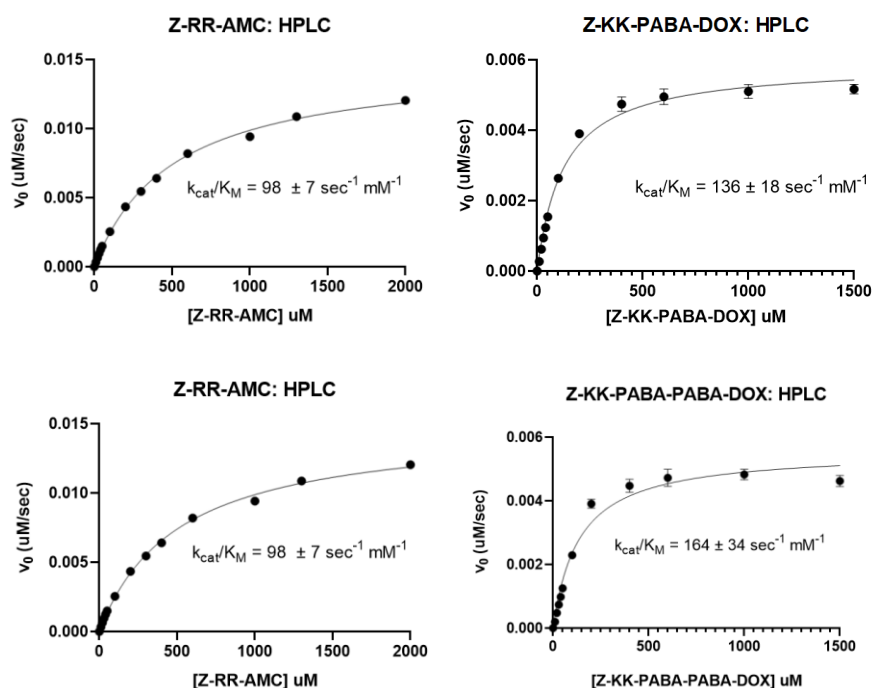 Z-RR-AMC: HPLC
v0 (uM/sec)
0.015
0.010
0.005
0.000
kcat/KM = 98 ± 7 sec-1 mM-1
0 500 1000 1500 2000
[Z-RR-AMC] uM
Z-KK-PABA-DOX: HPLC
v0 (uM/sec)
0.006
0.004
0.002
0.000
kcat/KM = 136 ± 18 sec-1 mM-1
0 500 1000 1500
[Z-KK-PABA-DOX] uM
Z-RR-AMC: HPLC
v0 (uM/sec)
0.015
0.010
0.005
0.000
kcat/KM = 98 ± 7 sec-1 mM-1
0 500 1000 1500 2000
[Z-RR-AMC] uM
Z-KK-PABA-PABA-DOX: HPLC
v0 (uM/sec)
0.006
0.004
0.002
0.000
kcat/KM = 164 ± 34 sec-1 mM-1
0 500 1000 1500
[Z-KK-PABA-PABA-DOX] uM